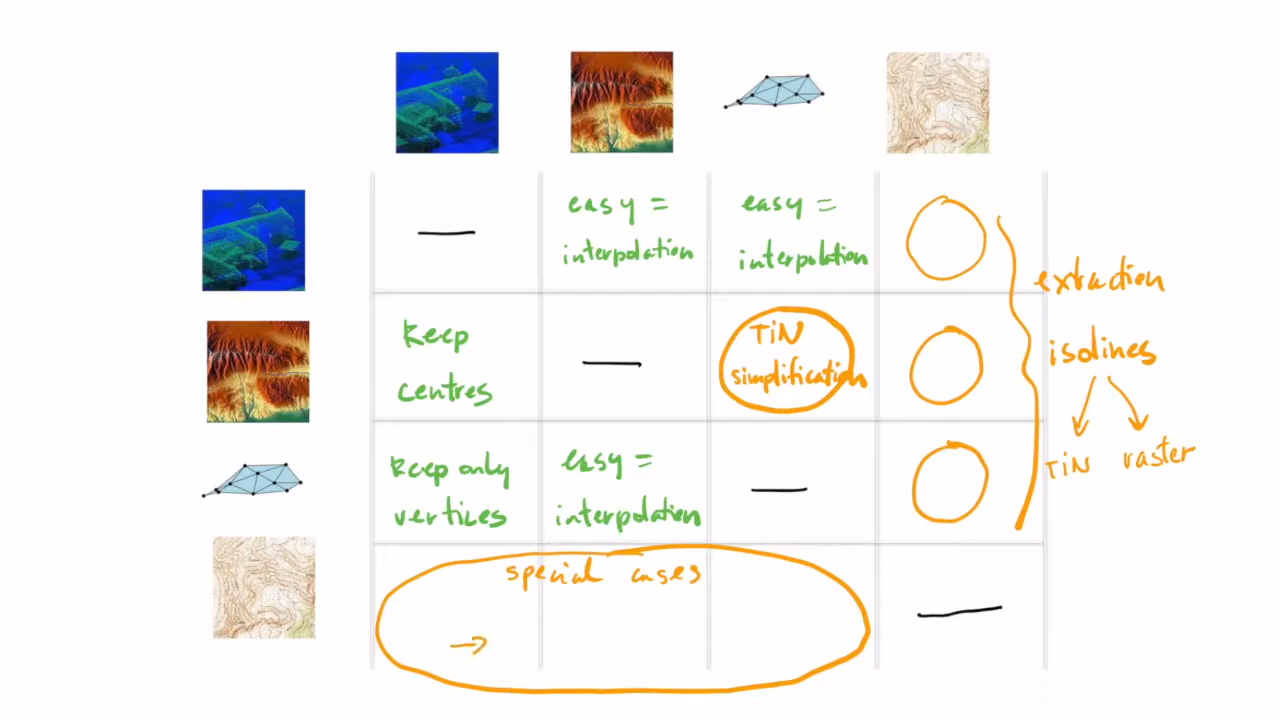 easy =
interpolation
easy =
interpolation
extraction
Keep
centres
TiN
simplification
isolines
Keep only
vertices
easy =
interpolation
TiN raster
special cases